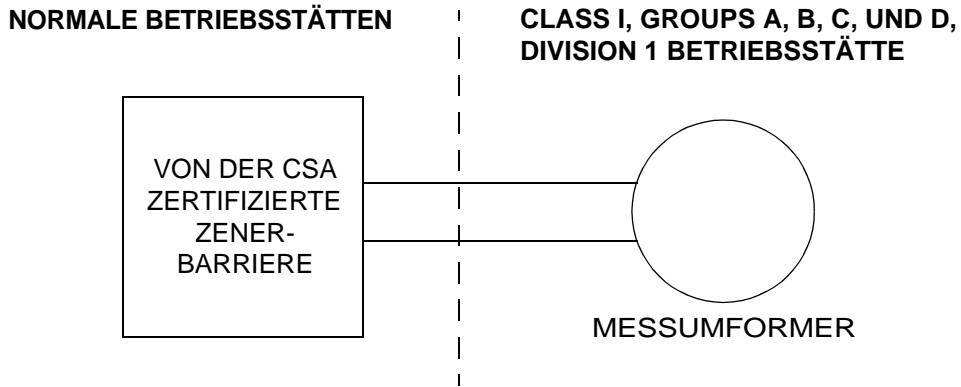 NORMALE BETRIEBSSTÄTTEN
CLASS I, GROUPS A, B, C, UND D,
DIVISION 1 BETRIEBSSTÄTTE
VON DER CSA
ZERTIFIZIERTE
ZENER-
BARRIERE
MESSUMFORMER